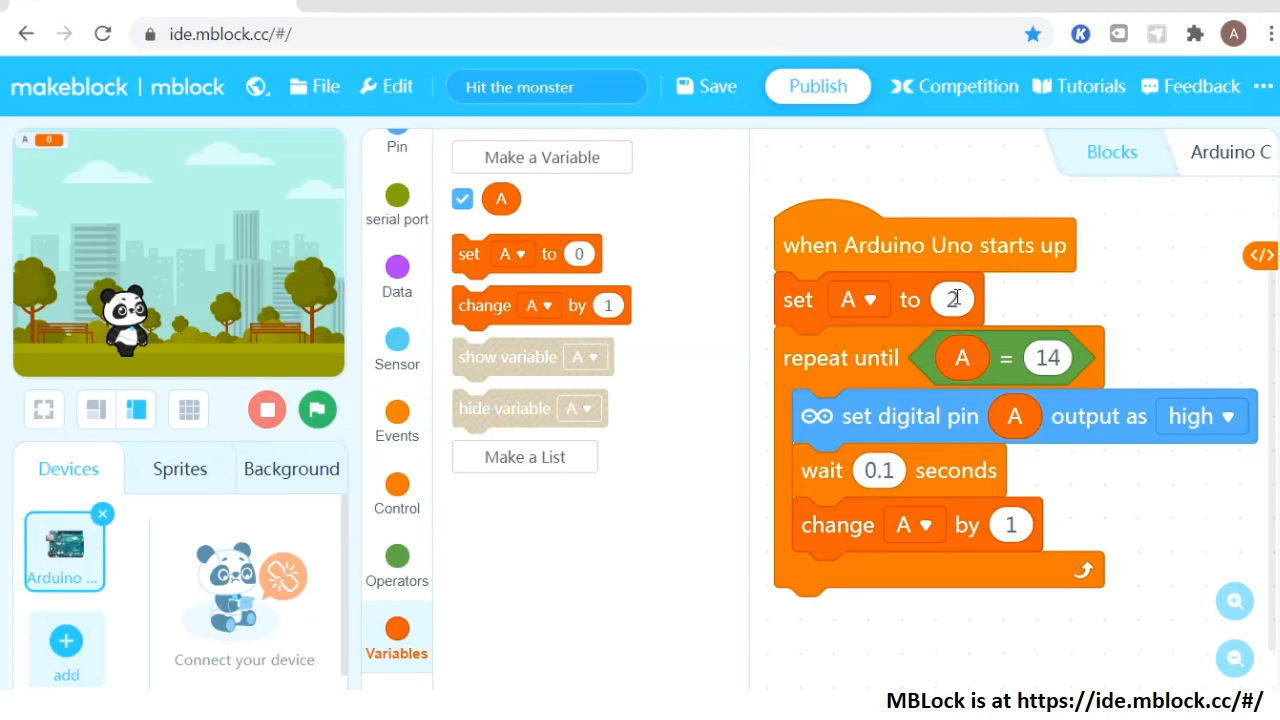 ide.mblock.cc/#/
K
A
makeblock | mblock
File
Edit
Hit the monster
Save
Publish
Competition
Tutorials
Feedback
A 0
Pin
serial port
Data
Sensor
Events
Control
Operators
Variables
Make a Variable
A
set A to 0
change A by 1
show variable A
hide variable A
Make a List
Blocks
Arduino C
when Arduino Uno starts up
set A to 2
repeat until A = 14
set digital pin A output as high
wait 0.1 seconds
change A by 1
</>
Devices
Sprites
Background
Arduino ...
add
Connect your device
MBLock is at https://ide.mblock.cc/#/